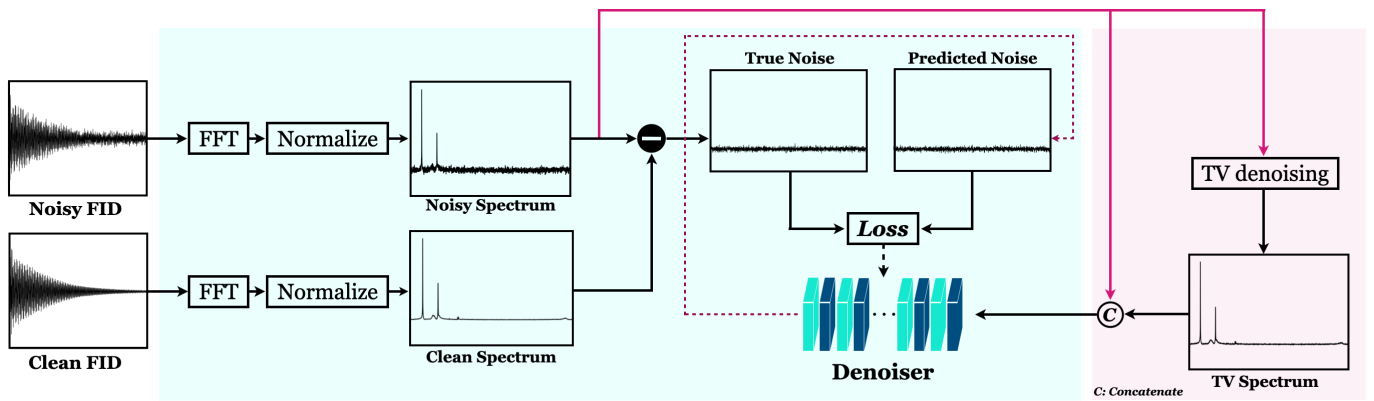 True Noise
Predicted Noise
FFT
Normalize
Noisy FID
Noisy Spectrum
TV denoising
Loss
FFT
Normalize
C
Clean FID
Clean Spectrum
Denoiser
TV Spectrum
C: Concatenate